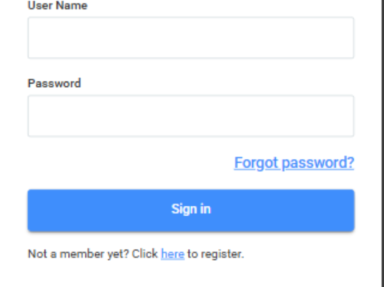 User Name
Password
Forgot password?
Sign in
Not a member yet? Click here to register.